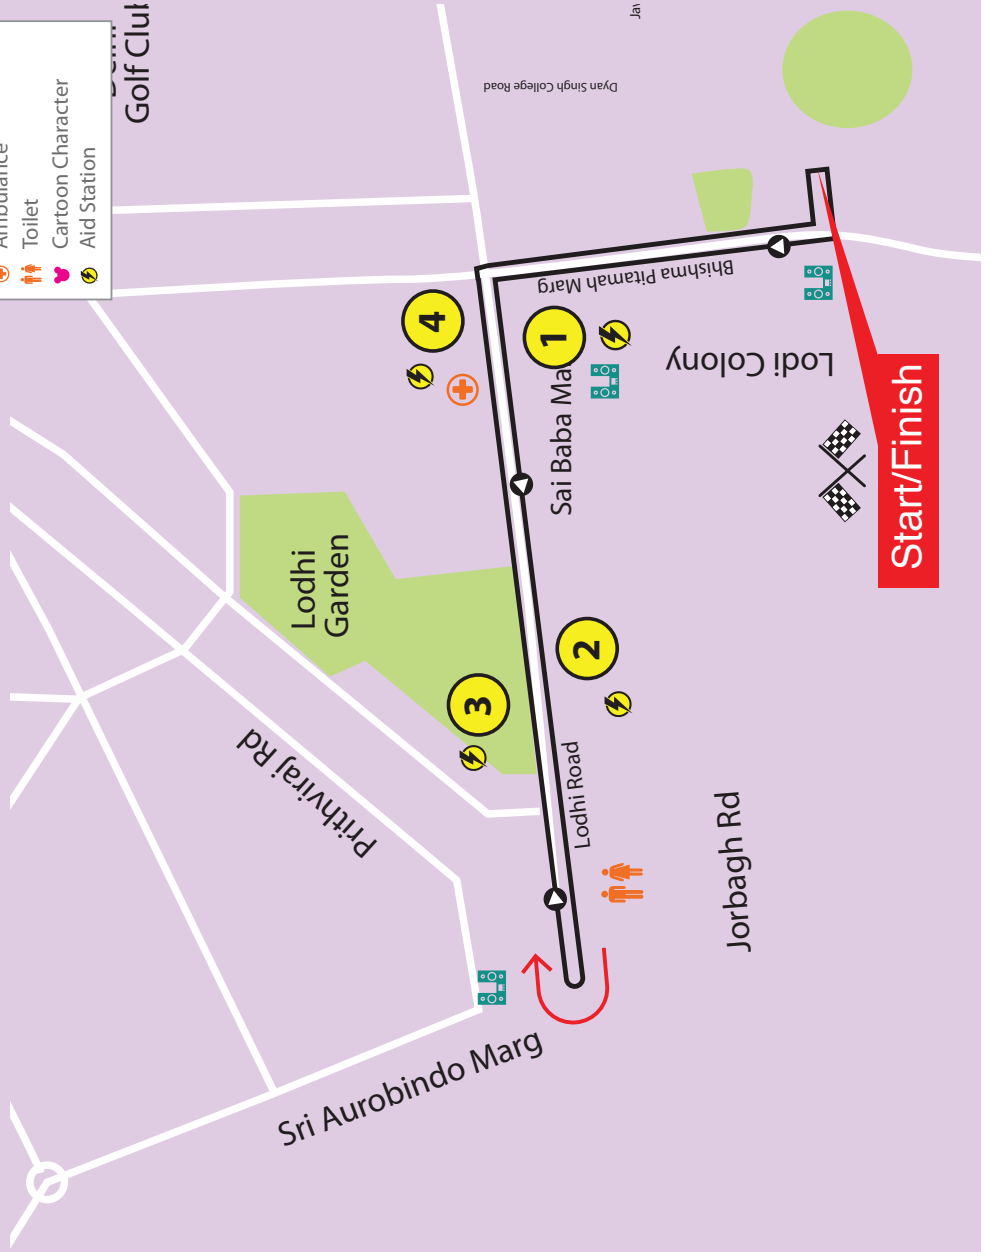 Golf Club
Ambulance
Toilet
Cartoon Character
Aid Station
Dyan Singh College Road
Bhishma Pitamah Marg
4
1
Lodi Colony
Sai Baba Ma
Start/Finish
Lodhi
Garden
2
3
Lodhi Road
Prithviraj Rd
Jorbagh Rd
Sri Aurobindo Marg